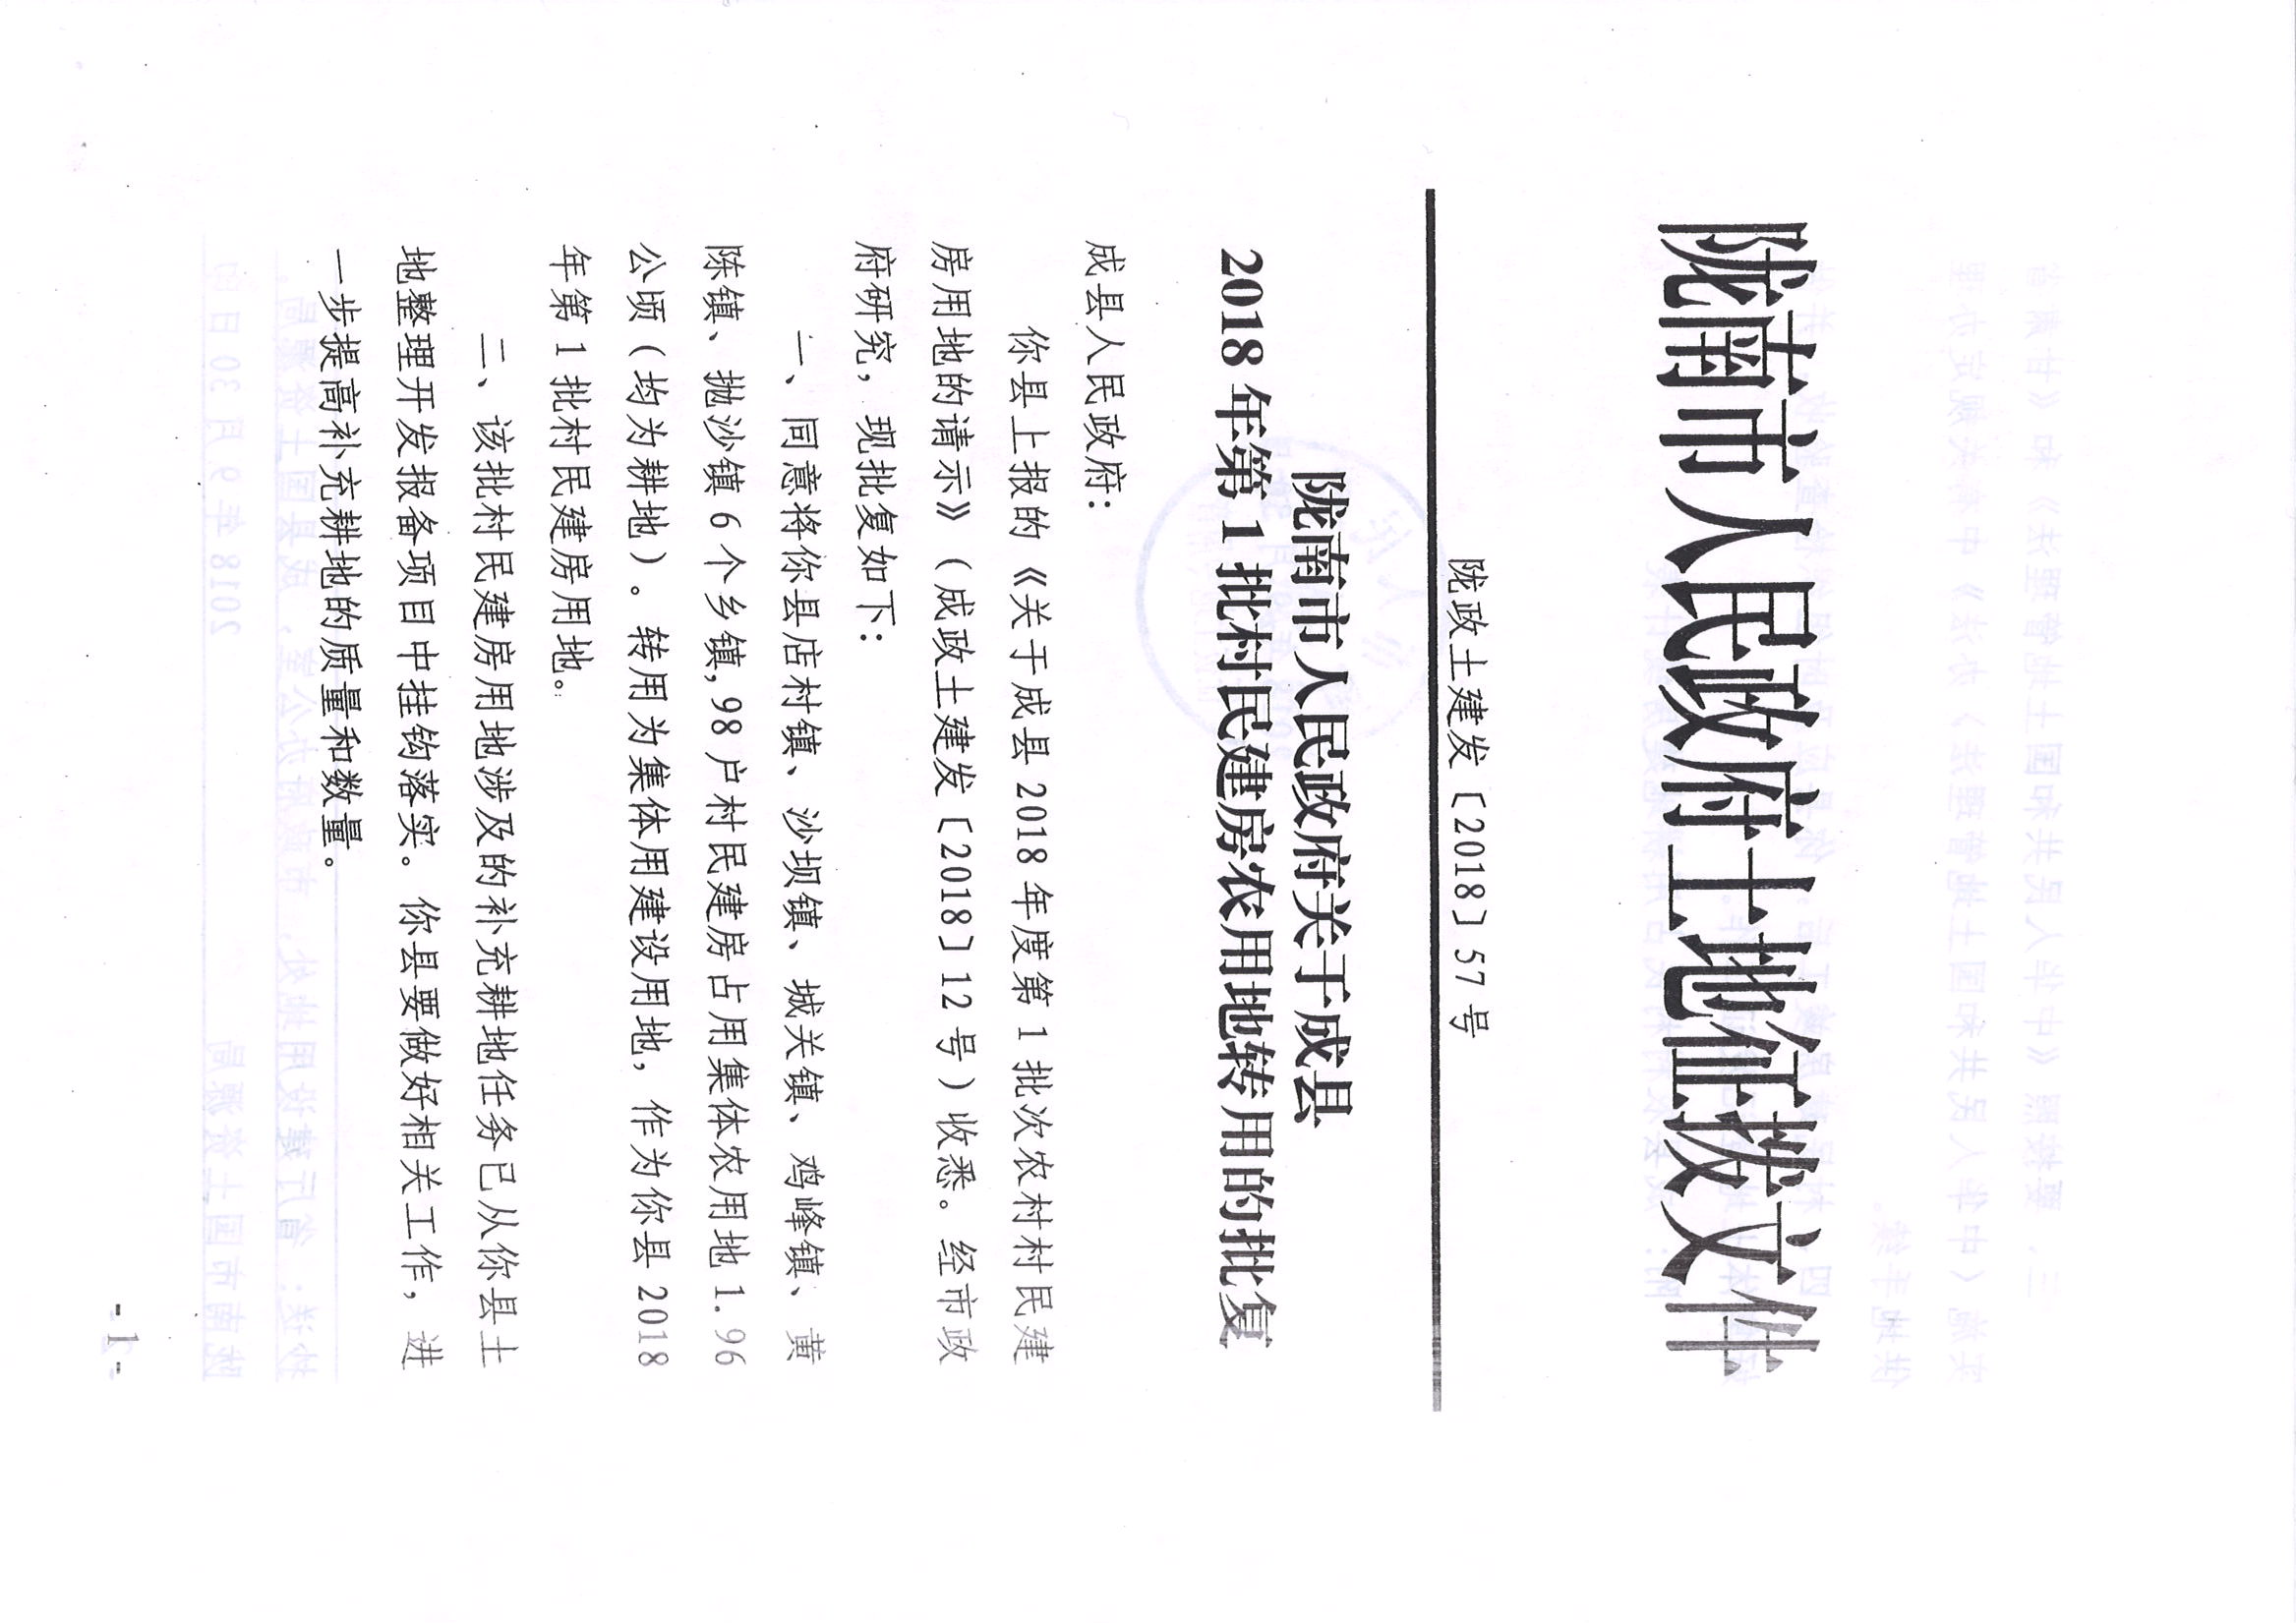 陇南市人民政府土地征拨文件
陇政土建发〔2018〕57号
陇南市人民政府关于成县
2018年第1批村民建房农用地转用的批复
成县人民政府:
你县上报的《关于成县2018年度第1批次农村村民建
房用地的请示》（成政土建发〔2018〕12号）收悉。经市政
府研究，现批复如下：
一、同意将你县店村镇、沙坝镇、城关镇、鸡峰镇、黄
陈镇、抛沙镇6个乡镇,98户村民建房占用集体农用地1.96
公顷（均为耕地）。转用为集体用建设用地，作为你县2018
年第1批村民建房用地。
二、该批村民建房用地涉及的补充耕地任务已从你县土
地整理开发报备项目中挂钩落实。你县要做好相关工作，进
一步提高补充耕地的质量和数量。
- 1 -